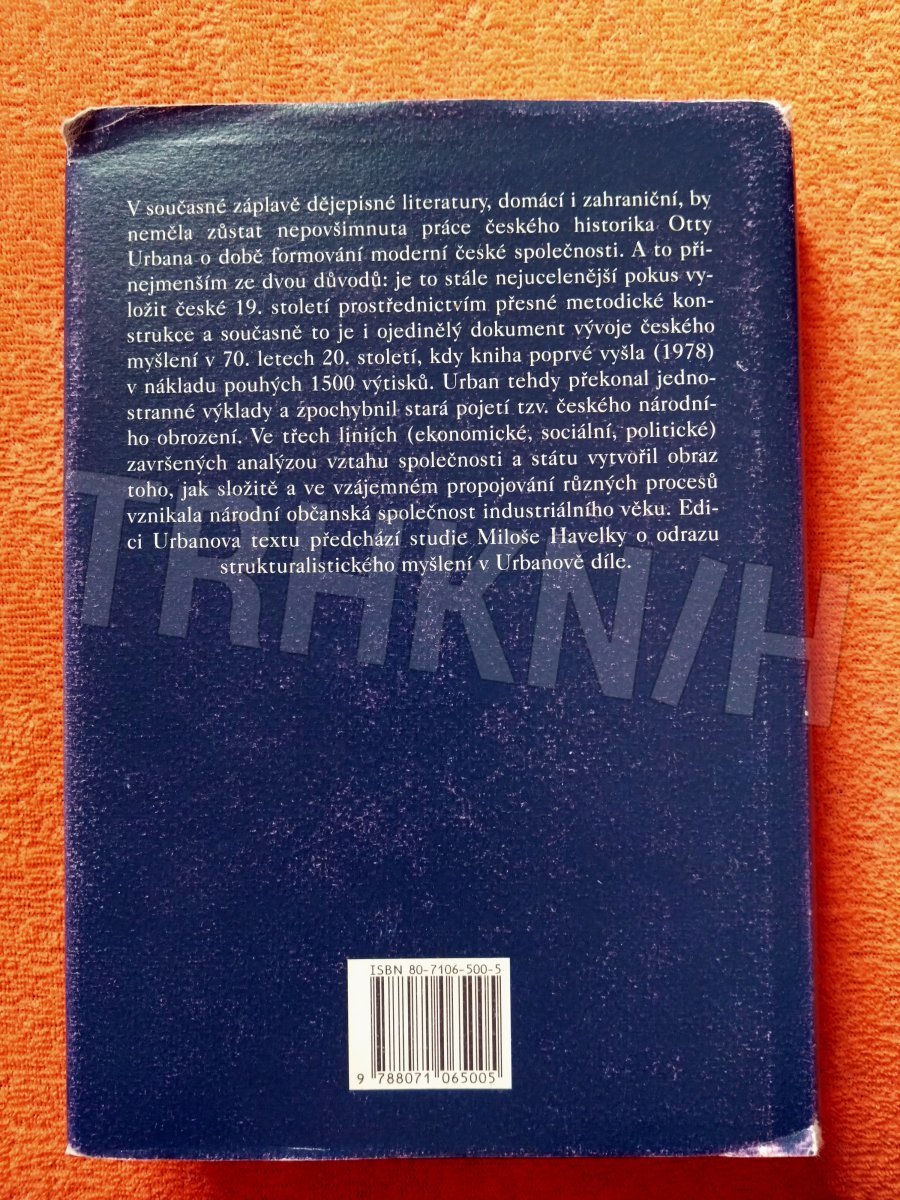 V současné záplavě dějepisné literatury, domácí i zahraniční, by
neměla zůstat nepovšimnuta práce českého historika Otty
Urbana o době formování moderní české společnosti. A to při-
nejmenším ze dvou důvodů: je to stále nejucelenější pokus vy-
ložit české 19. století prostřednictvím přesné metodické kon-
strukce a současně to je i ojedinělý dokument vývoje českého
myšlení v 70. letech 20. století, kdy kniha poprvé vyšla (1978)
v nákladu pouhých 1500 výtisků. Urban tehdy překonal jedno-
stranné výklady a zpochybnil stará pojetí tzv. českého národní-
ho obrození. Ve třech liniích (ekonomické, sociální, politické)
završených analýzou vztahu společnosti a státu vytvořil obraz
toho, jak složitě a ve vzájemném propojování různých procesů
vznikala národní občanská společnost industriálního věku. Edi-
ci Urbanova textu předchází studie Miloše Havelky o odrazu
strukturalistického myšlení v Urbanově díle.
TRHKNIH
ISBN 80-7106-500-5
9 788071 065005